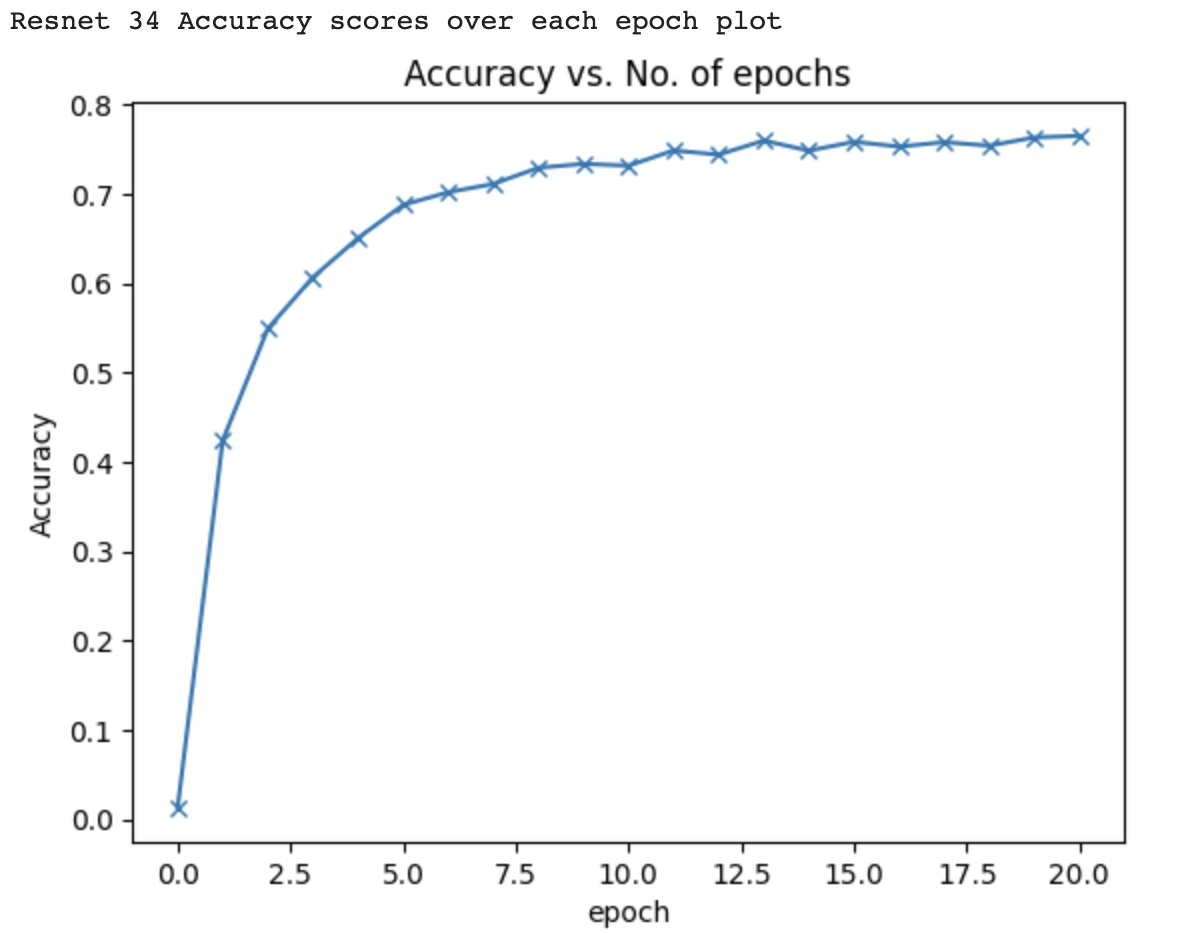 Resnet 34 Accuracy scores over each epoch plot
Accuracy vs. No. of epochs
0.8
0.7
0.6
0.5
0.4
0.3
0.2
0.1
0.0
Accuracy
0.0 2.5 5.0 7.5 10.0 12.5 15.0 17.5 20.0
epoch